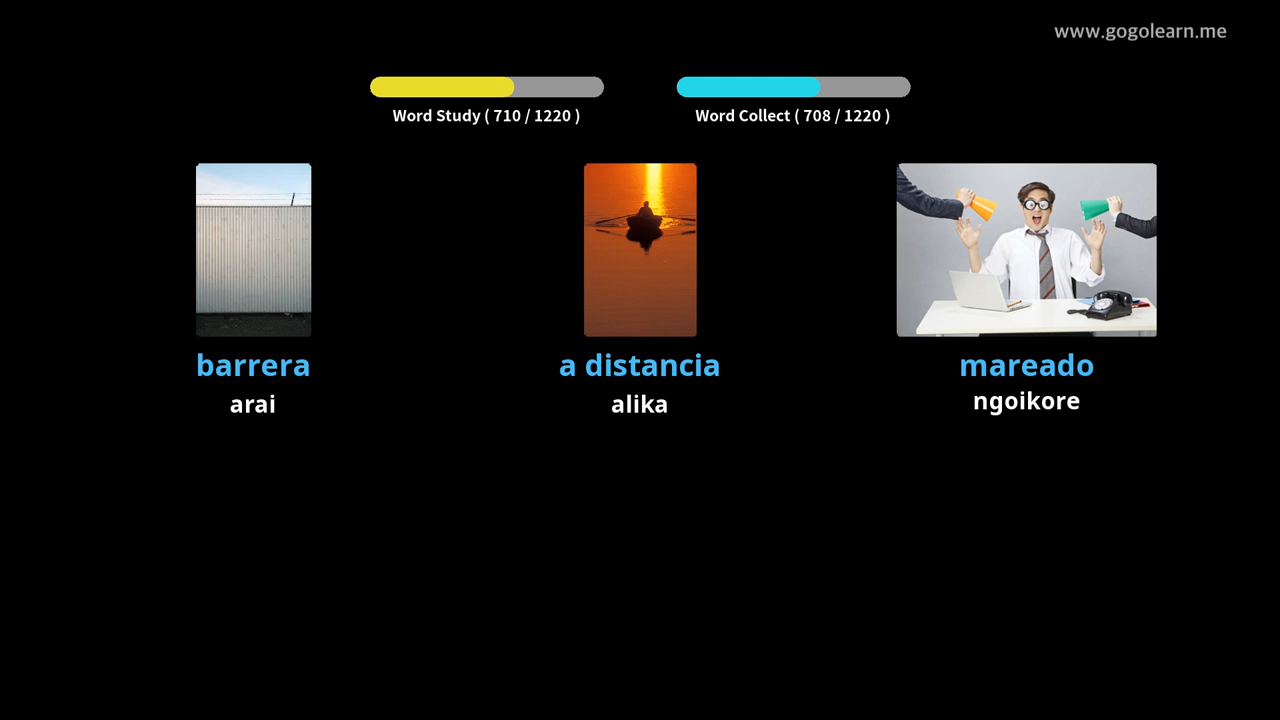 www.gogolearn.me
Word Study ( 710 / 1220 )
Word Collect ( 708 / 1220 )
barrera
a distancia
mareado
arai
alika
ngoikore